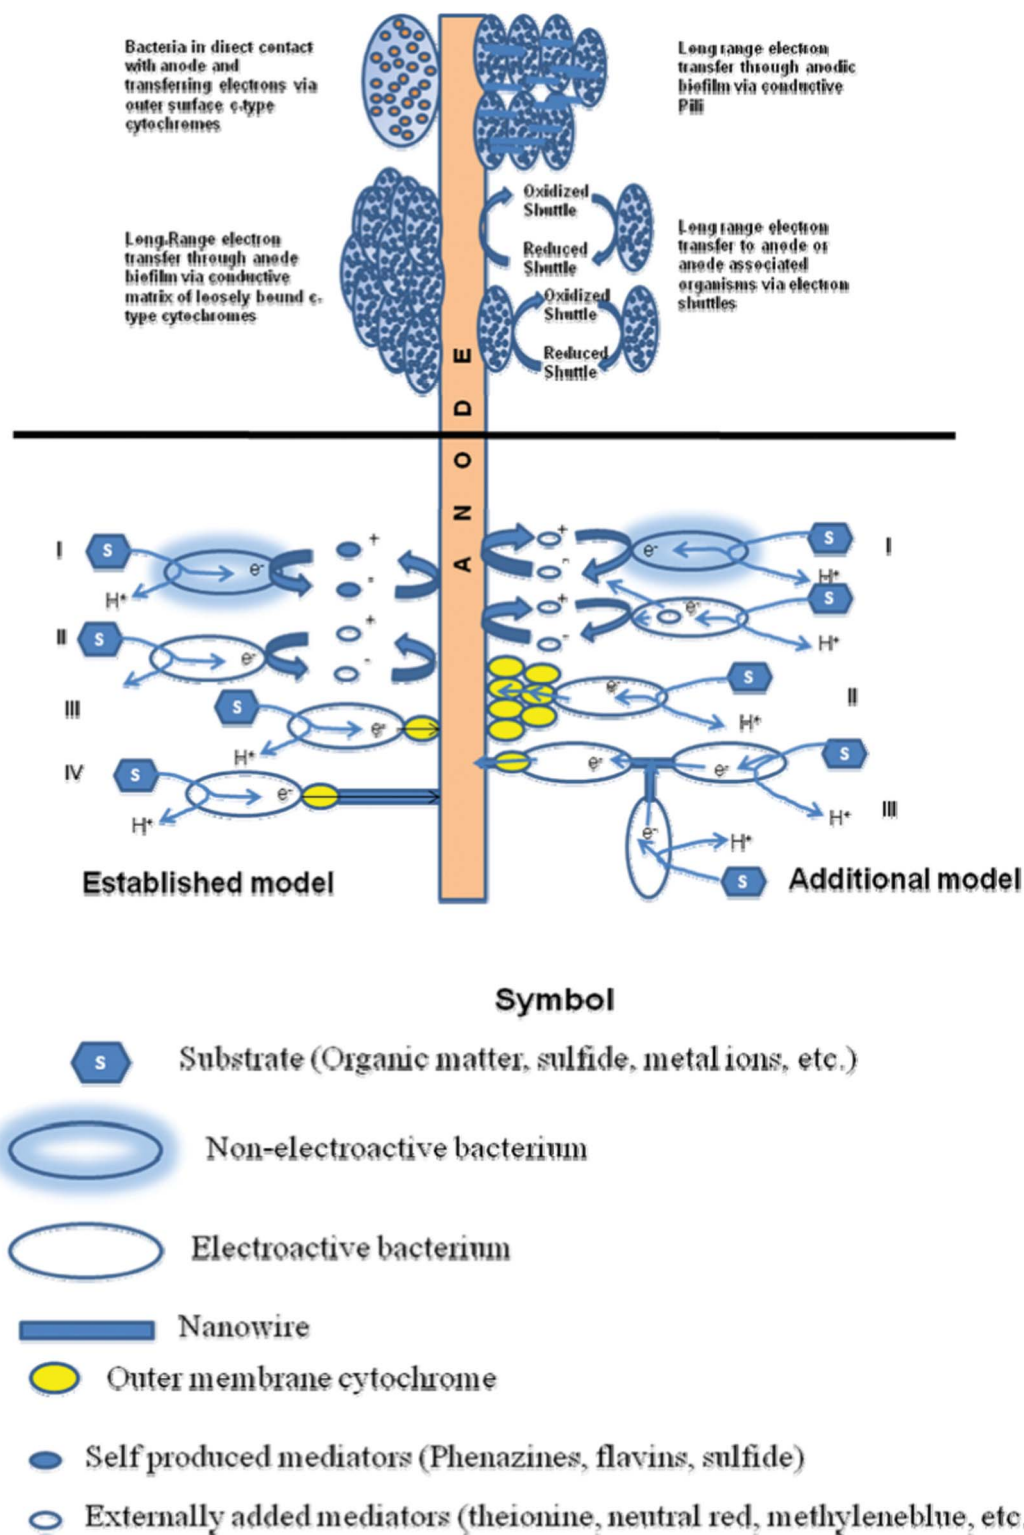 Bacteria in direct contact
with anode and
transferring electrons via
outer surface c-type
cytochromes
Long range electron
transfer through anodic
biofilm via conductive
Pili
Long-Range electron
transfer through anode
biofilm via conductive
matrix of loosely bound c-
type cytochromes
Oxidized
Shuttle
Reduced
Shuttle
Oxidized
Shuttle
Reduced
Shuttle
Long range electron
transfer to anode or
anode associated
organisms via electron
shuttles
ANODE
I
S
H+
e-
+
-
II
S
e-
+
-
III
S
H+
e-
IV
S
H+
e-
+
-
e-
S
H+
I
+
-
e-
S
H+
e-
S
H+
II
e-
e-
S
H+
III
e-
H+
S
Established model
Additional model
Symbol
S Substrate (Organic matter, sulfide, metal ions, etc.)
Non-electroactive bacterium
Electroactive bacterium
Nanowire
Outer membrane cytochrome
Self produced mediators (Phenazines, flavins, sulfide)
Externally added mediators (theionine, neutral red, methyleneblue, etc.